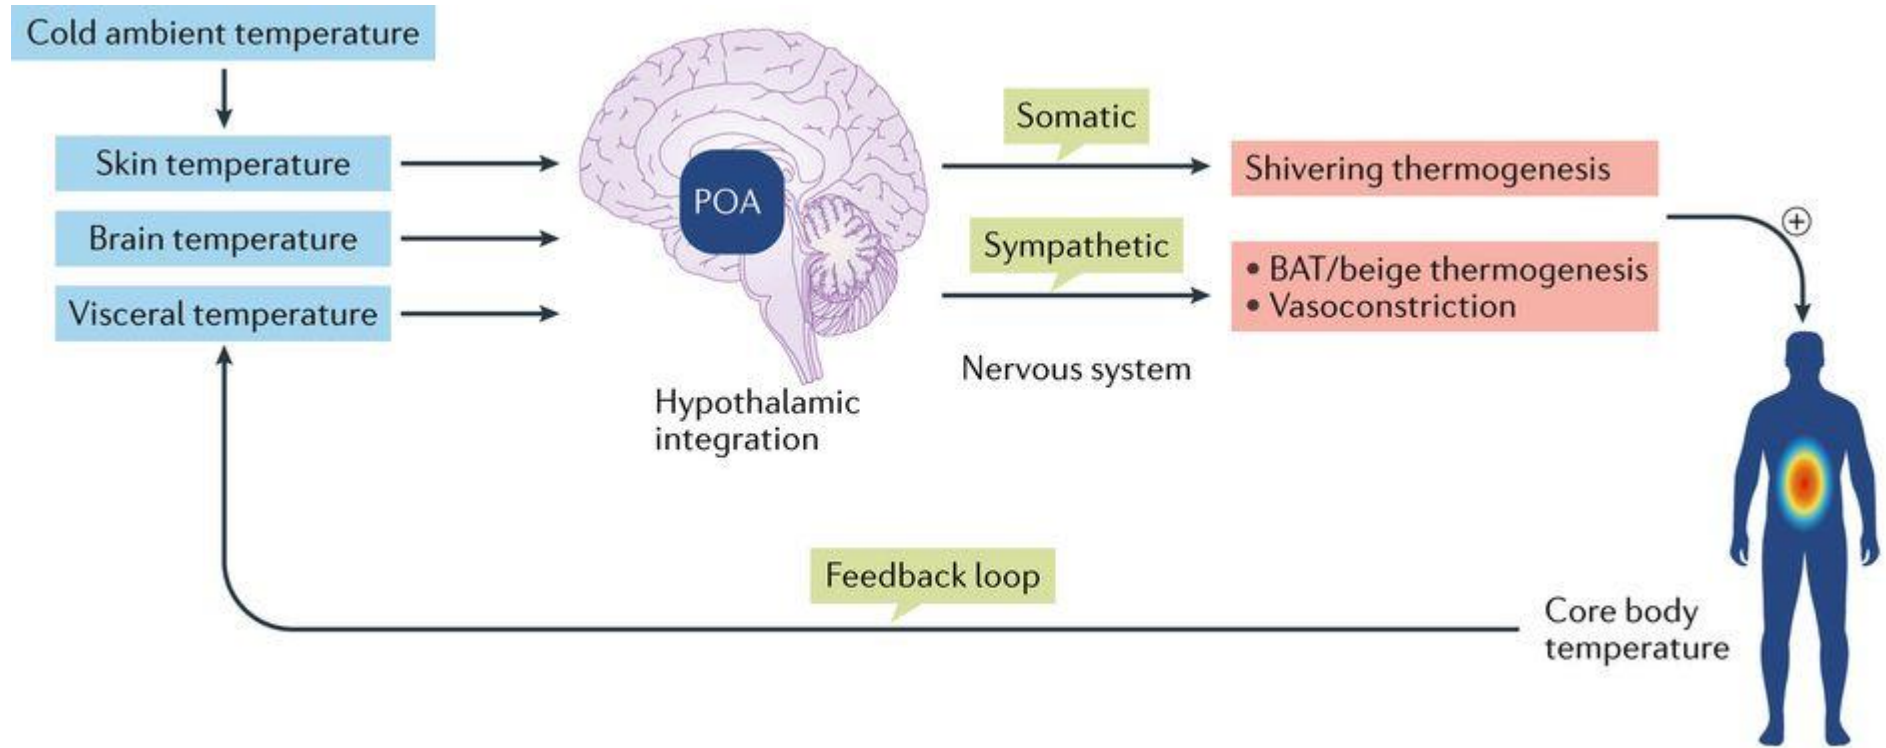 Cold ambient temperature
Skin temperature
Brain temperature
Visceral temperature
POA
Hypothalamic
integration
Somatic
Sympathetic
Nervous system
Shivering thermogenesis
• BAT/beige thermogenesis
• Vasoconstriction
+
Feedback loop
Core body
temperature